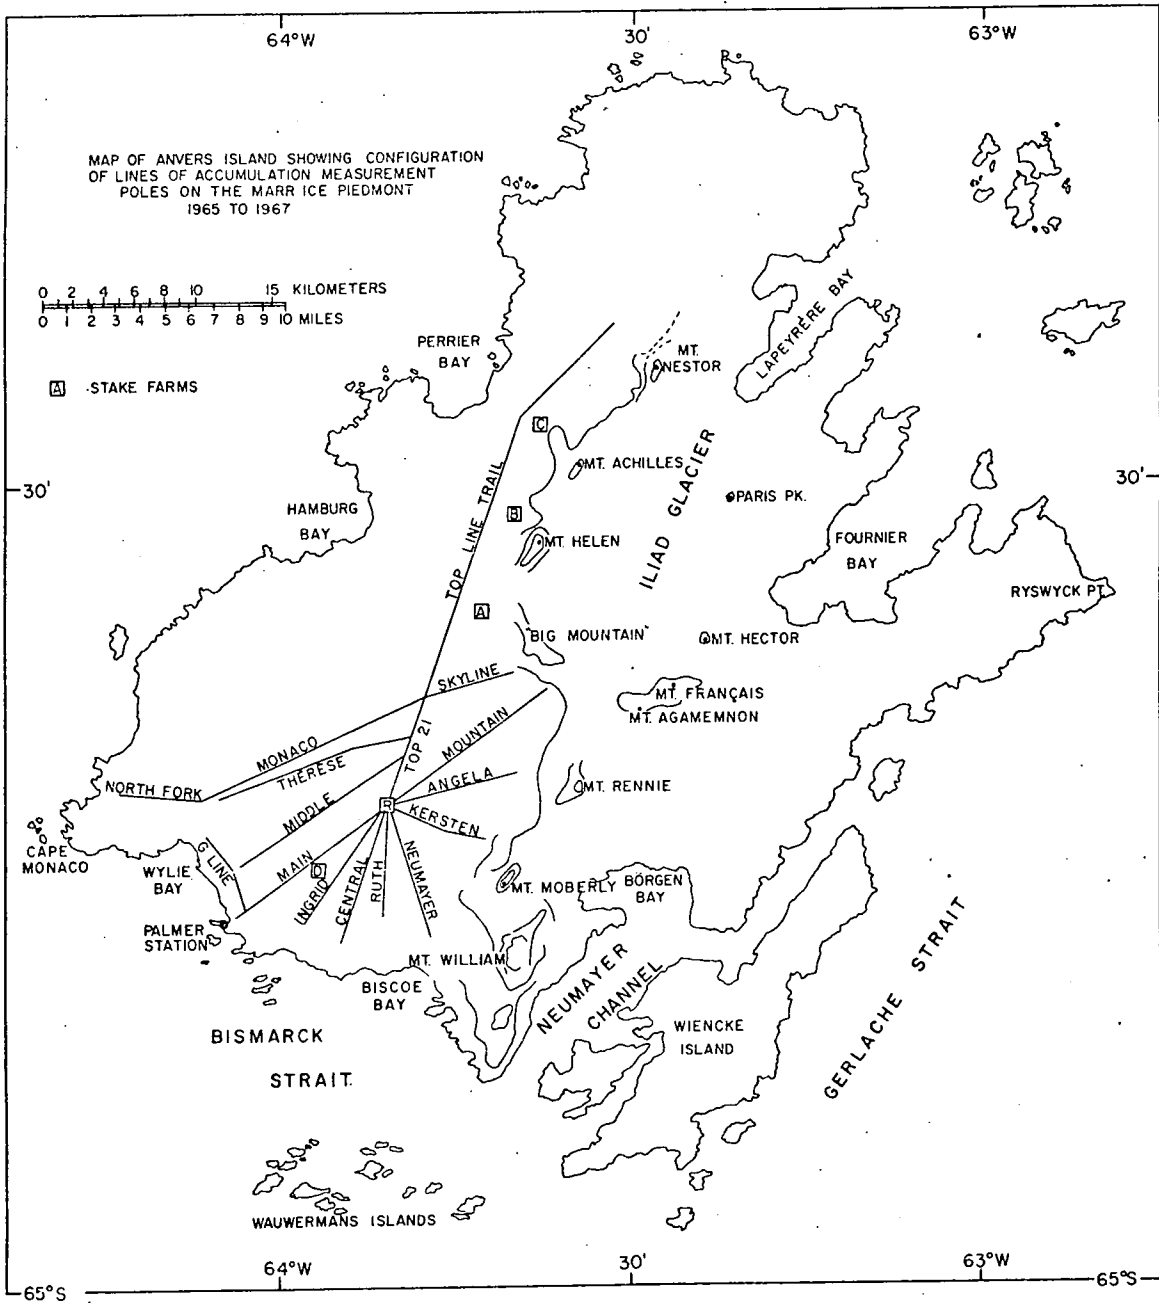 64°W
30'
63°W
MAP OF ANVERS ISLAND SHOWING CONFIGURATION
OF LINES OF ACCUMULATION MEASUREMENT
POLES ON THE MARR ICE PIEDMONT
1965 TO 1967
0 2 4 6 8 10 15 KILOMETERS
0 1 2 3 4 5 6 7 8 9 10 MILES
A STAKE FARMS
LAPEYRÈRE BAY
PERRIER
BAY
MT.
NESTOR
C
MT. ACHILLES
30'
30'
PARIS PK.
HAMBURG
BAY
TOP LINE TRAIL
B
MT. HELEN
ILIAD GLACIER
FOURNIER
BAY
RYSWYCK PT.
A
"BIG MOUNTAIN"
MT. HECTOR
SKYLINE
MT. FRANÇAIS
MT. AGAMEMNON
MONACO
THÉRÈSE
TOP 21
MOUNTAIN
NORTH FORK
ANGELA
MT. RENNIE
MIDDLE
KERSTEN
CAPE
MONACO
G LINE
WYLIE
BAY
MAIN
D
INGRID
CENTRAL
RUTH
NEUMAYER
MT. MOBERLY
BÖRGEN
BAY
PALMER
STATION
MT. WILLIAM
BISCOE
BAY
NEUMAYER
CHANNEL
BISMARCK
STRAIT
WIENCKE
ISLAND
GERLACHE STRAIT
WAUWERMANS ISLANDS
64°W
30'
63°W
65°S
65°S